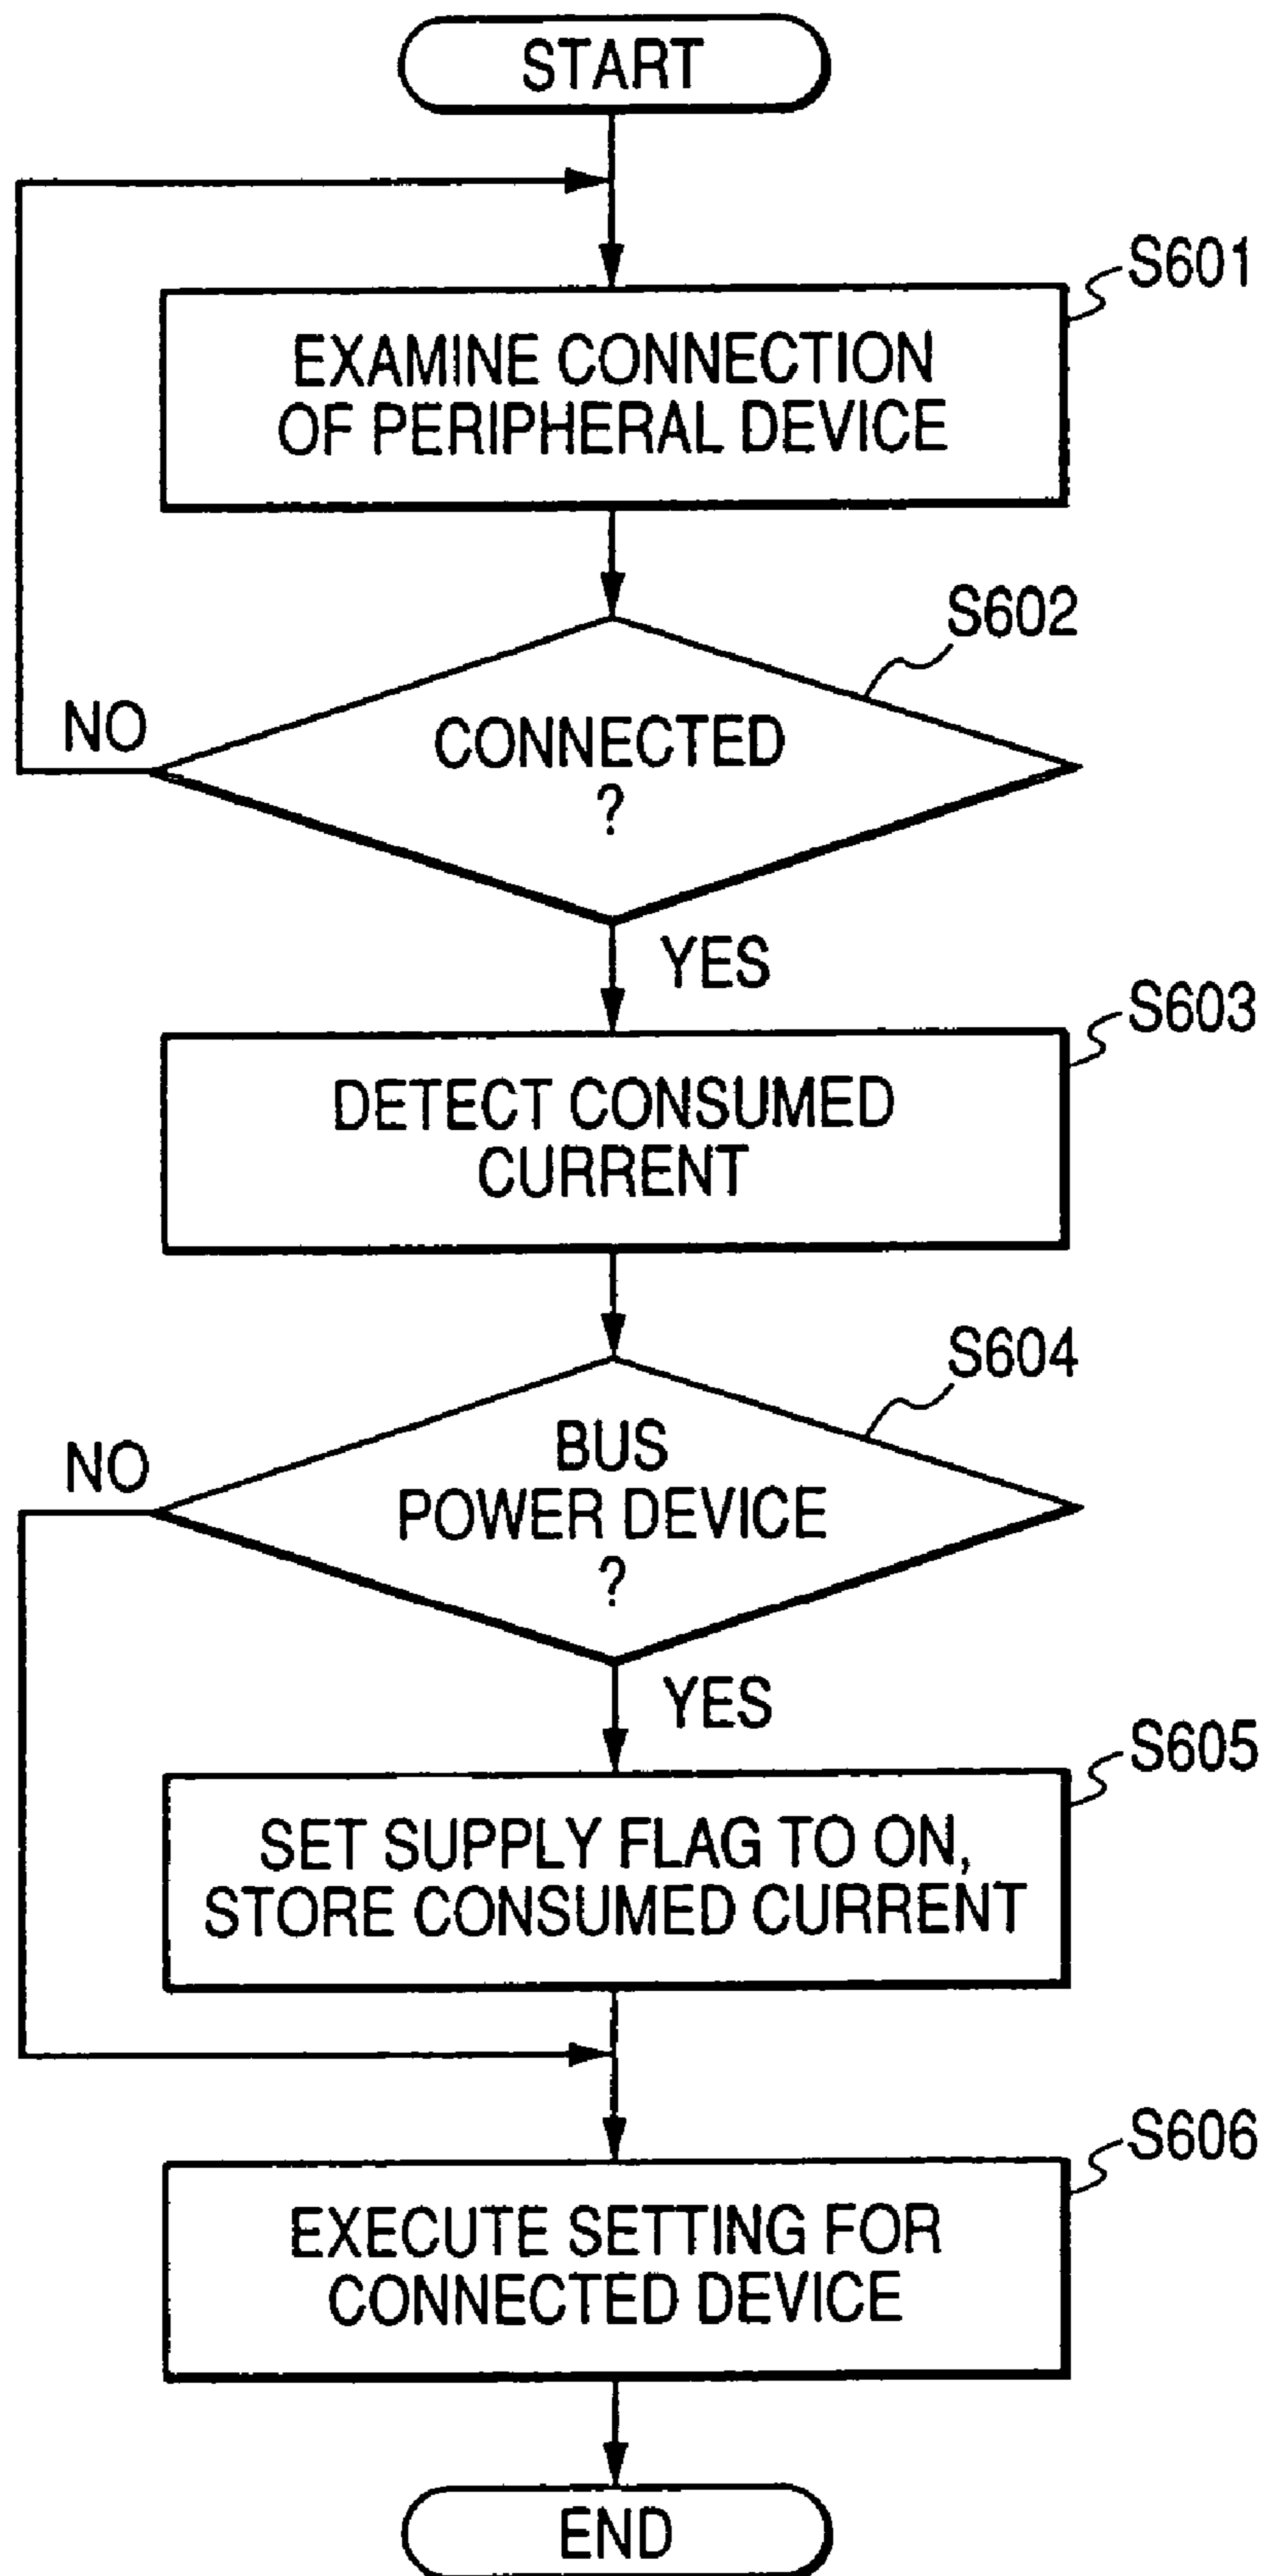 START
S601
EXAMINE CONNECTION
OF PERIPHERAL DEVICE
S602
CONNECTED
?
NO
YES
S603
DETECT CONSUMED
CURRENT
S604
BUS
POWER DEVICE
?
NO
YES
S605
SET SUPPLY FLAG TO ON,
STORE CONSUMED CURRENT
S606
EXECUTE SETTING FOR
CONNECTED DEVICE
END